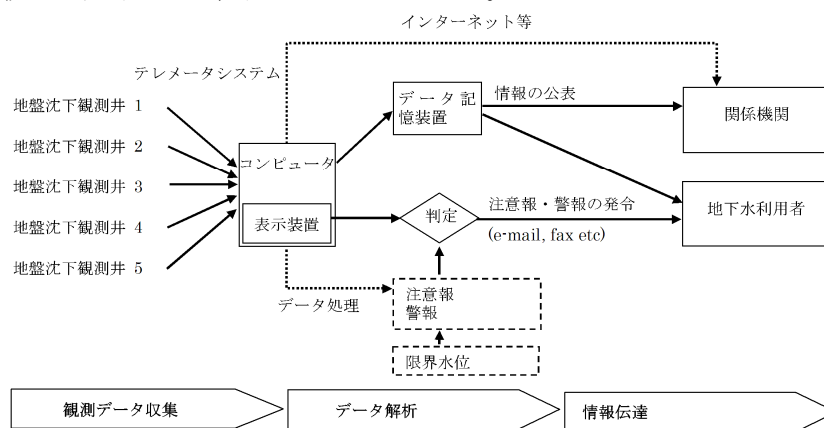 インターネット等
テレメータシステム
地盤沈下観測井 1
地盤沈下観測井 2
地盤沈下観測井 3
地盤沈下観測井 4
地盤沈下観測井 5
コンピュータ
表示装置
データ記
憶装置
情報の公表
関係機関
判定
注意報・警報の発令
(e-mail, fax etc)
地下水利用者
データ処理
注意報
警報
限界水位
観測データ収集
データ解析
情報伝達